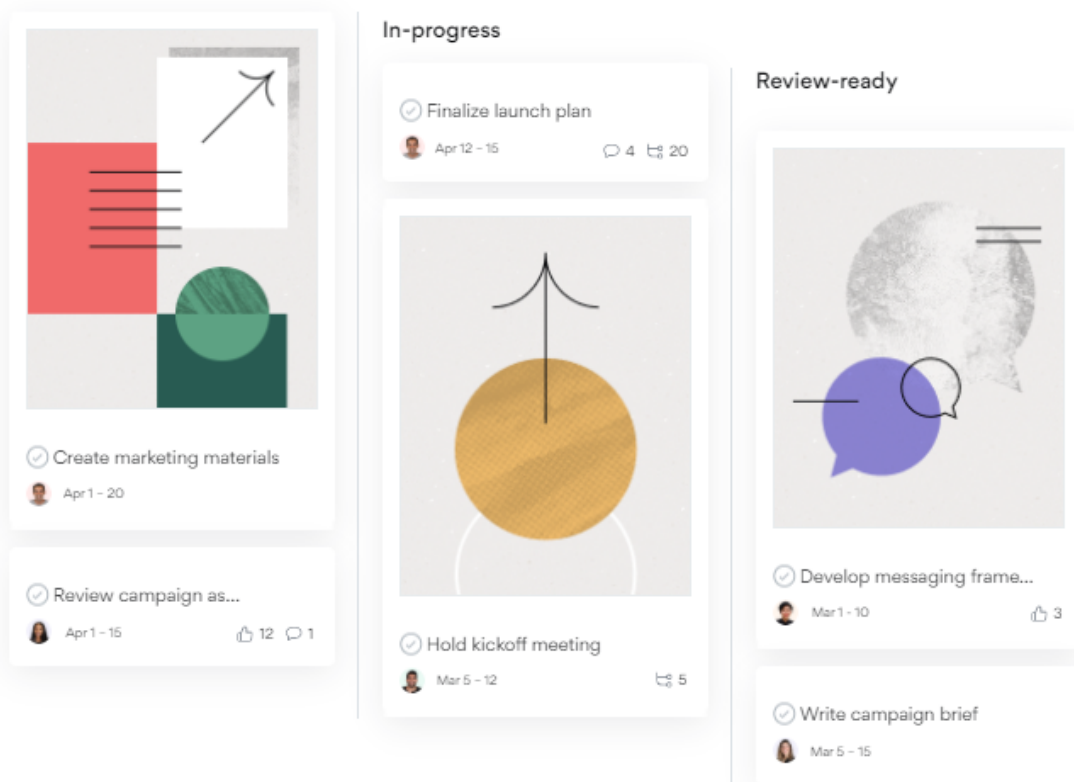 Create marketing materials
Apr 1 – 20
Review campaign as...
Apr 1 – 15
12
1
In-progress
Finalize launch plan
Apr 12 – 15
4
20
Hold kickoff meeting
Mar 5 – 12
5
Review-ready
Develop messaging frame...
Mar 1 - 10
3
Write campaign brief
Mar 5 – 15